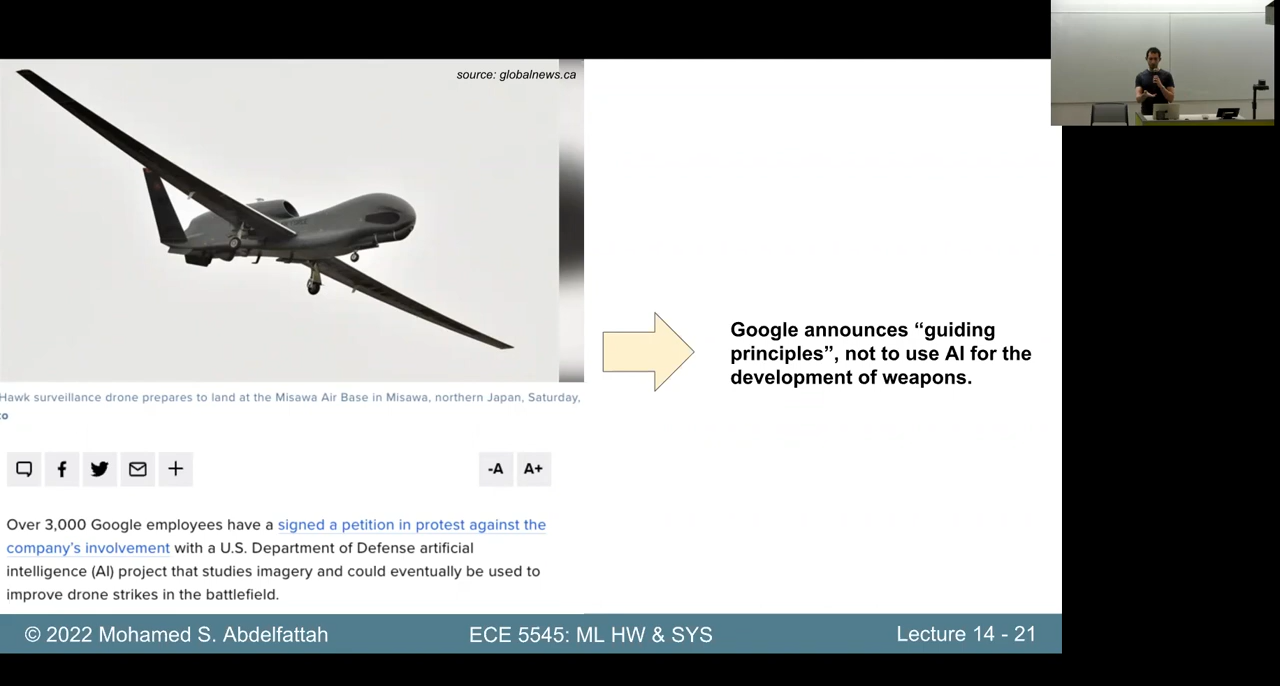 source: globalnews.ca
Hawk surveillance drone prepares to land at the Misawa Air Base in Misawa, northern Japan, Saturday,
to
-A A+
Over 3,000 Google employees have a signed a petition in protest against the
company's involvement with a U.S. Department of Defense artificial
intelligence (AI) project that studies imagery and could eventually be used to
improve drone strikes in the battlefield.
Google announces “guiding
principles”, not to use AI for the
development of weapons.
© 2022 Mohamed S. Abdelfattah ECE 5545: ML HW & SYS Lecture 14 - 21